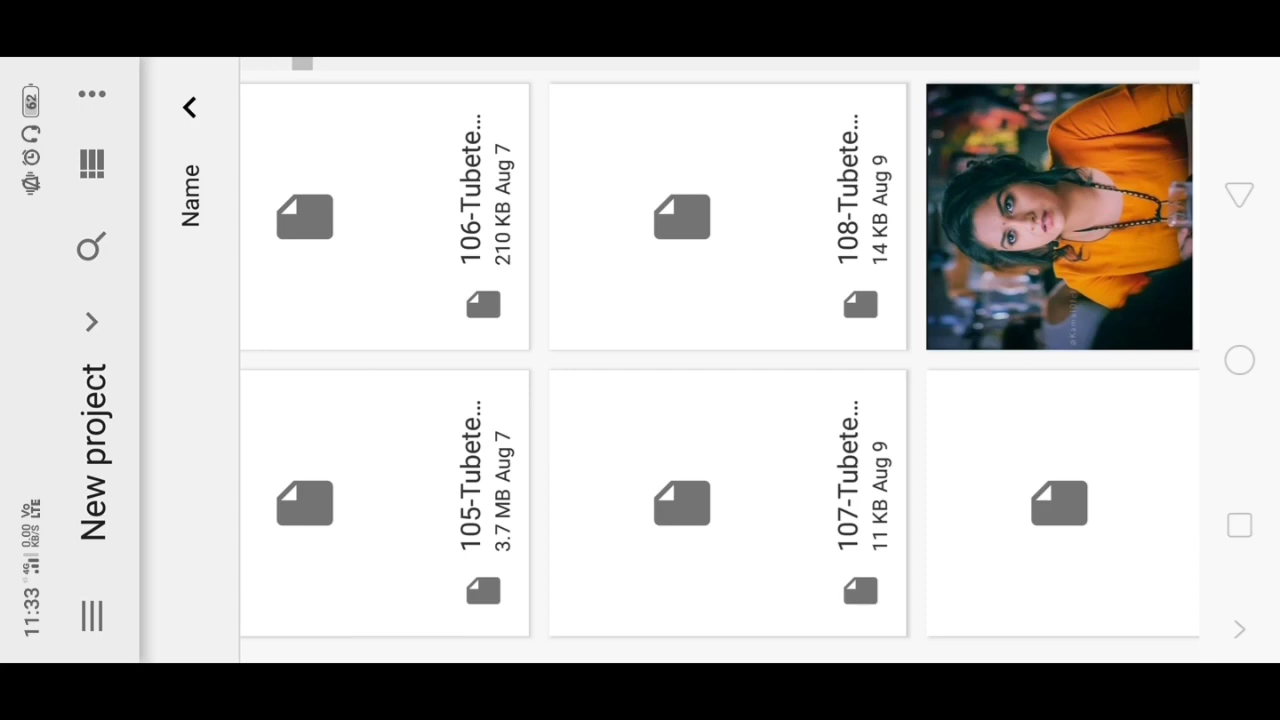 11:33 4G 0.00 KB/S Vo LTE 62
New project
Name
105-Tubete...
3.7 MB Aug 7
106-Tubete...
210 KB Aug 7
107-Tubete...
11 KB Aug 9
108-Tubete...
14 KB Aug 9